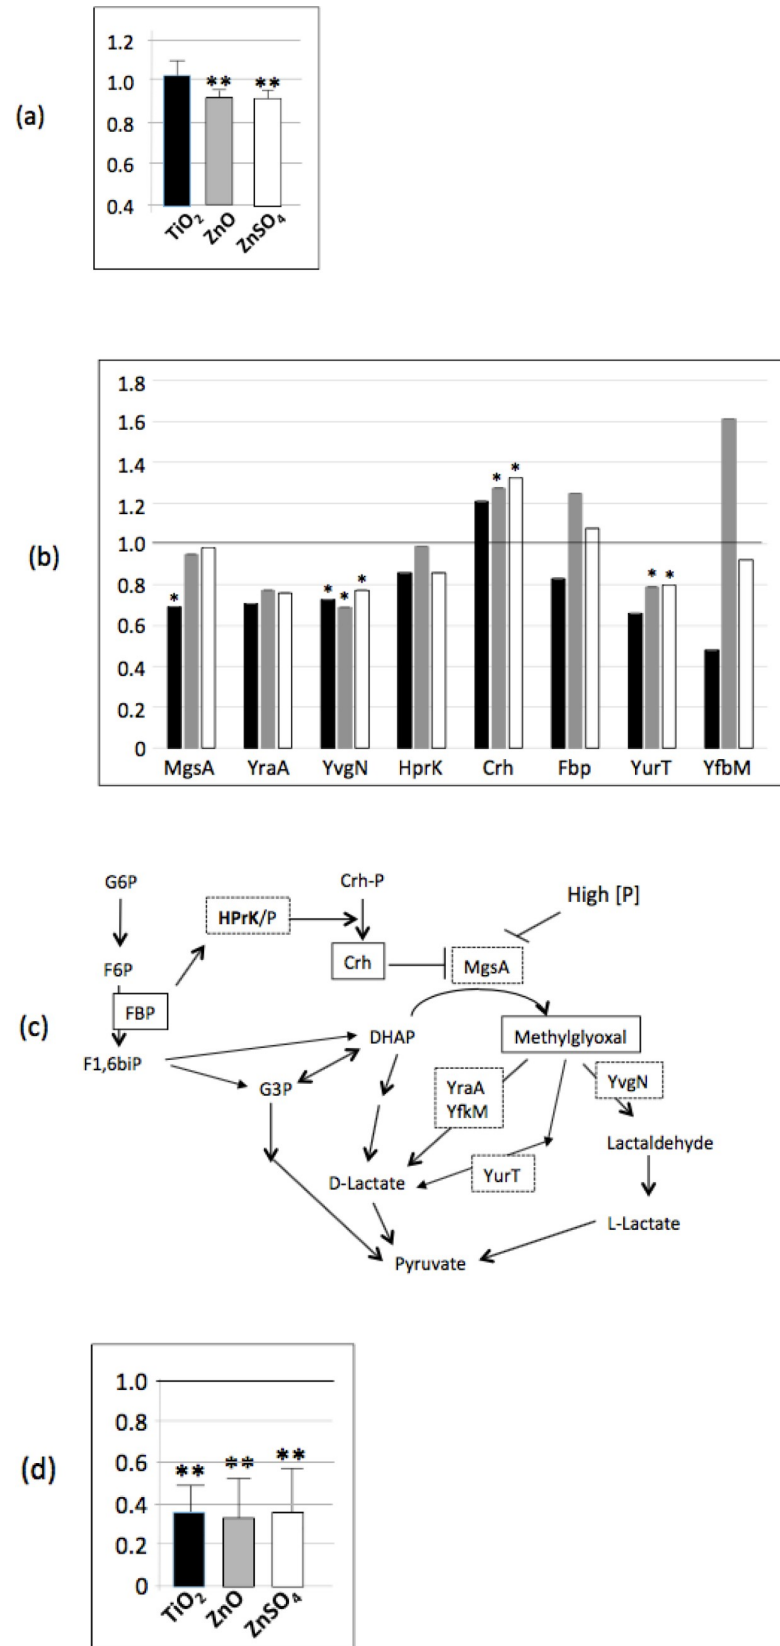 (a)
1.2
1.0
0.8
0.6
0.4
** **
TiO2 ZnO ZnSO4
(b)
1.8
1.6
1.4
1.2
1.0
0.8
0.6
0.4
0.2
0
* * * * * * * *
MgsA YraA YvgN HprK Crh Fbp YurT YfbM
(c)
G6P
Crh-P
High [P]
HPrK/P
F6P
Crh
MgsA
FBP
DHAP
Methylglyoxal
F1,6biP
G3P
YraA
YfkM
YvgN
Lactaldehyde
D-Lactate
YurT
L-Lactate
Pyruvate
(d)
1.0
0.8
0.6
0.4
0.2
0
** ** **
TiO2 ZnO ZnSO4